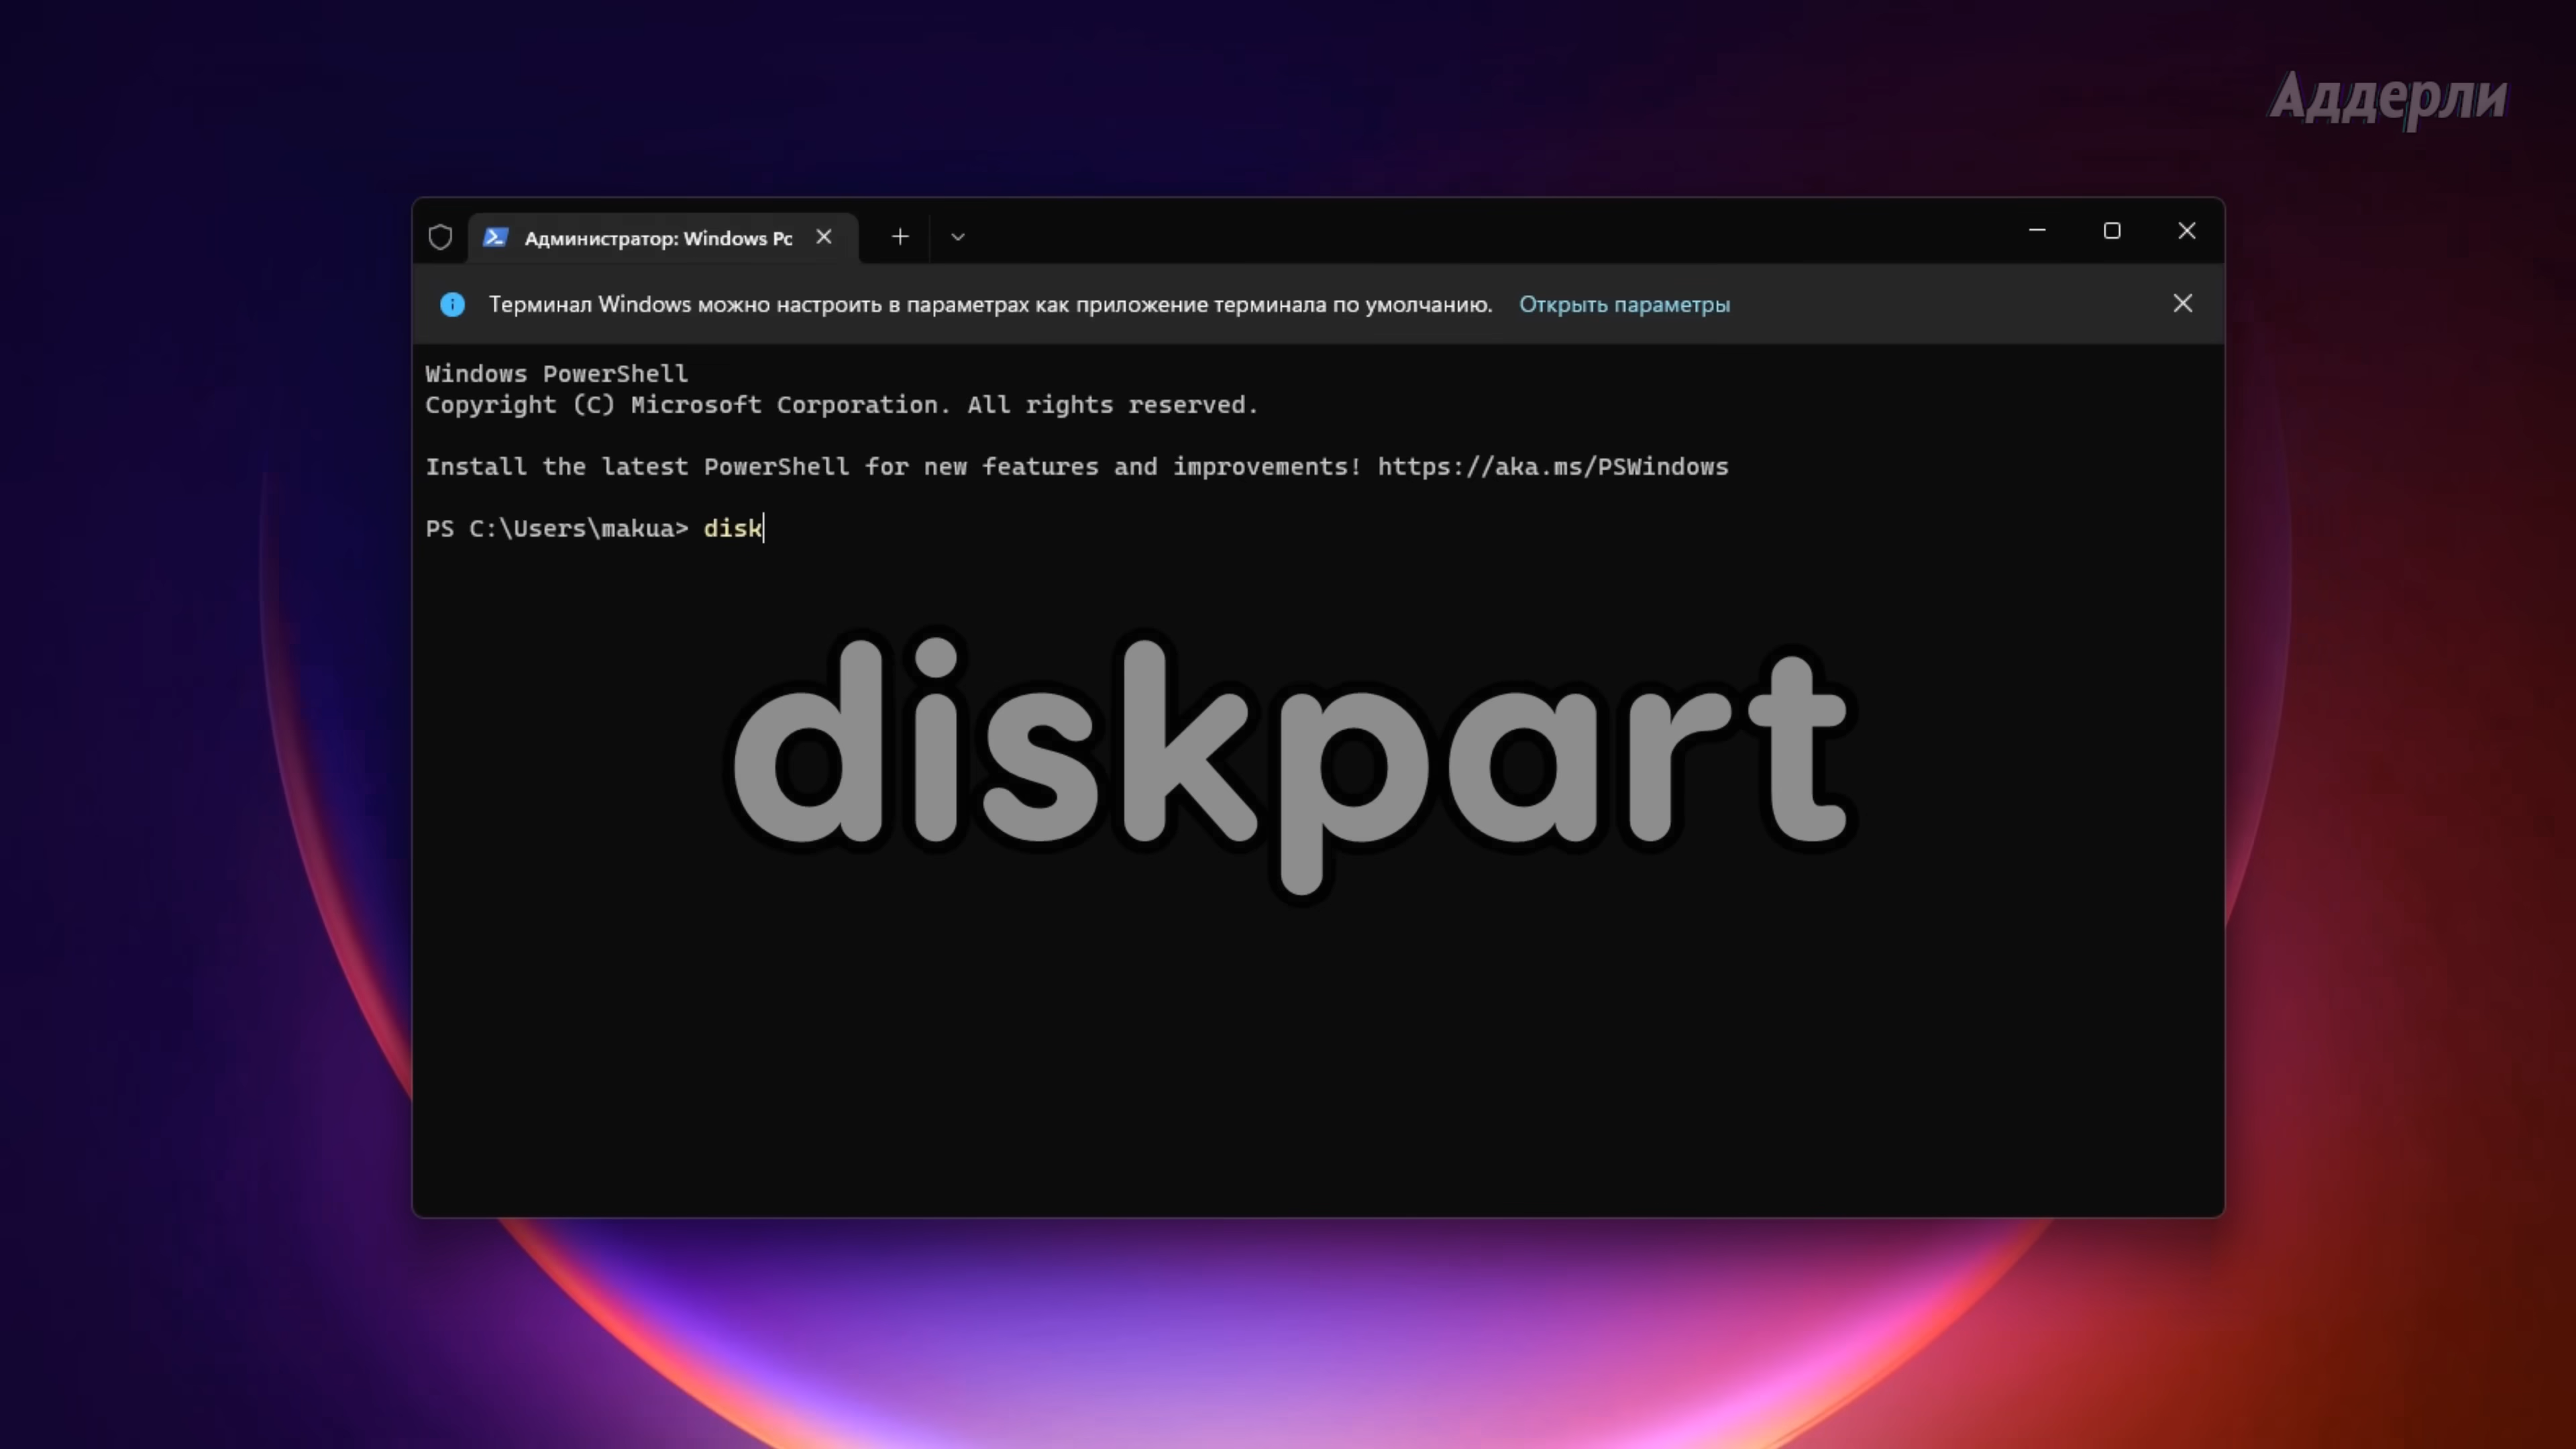 Аддерли
Администратор: Windows Pc
Терминал Windows можно настроить в параметрах как приложение терминала по умолчанию. Открыть параметры
Windows PowerShell
Copyright (C) Microsoft Corporation. All rights reserved.
Install the latest PowerShell for new features and improvements! https://aka.ms/PSWindows
PS C:\Users\makua> disk
diskpart